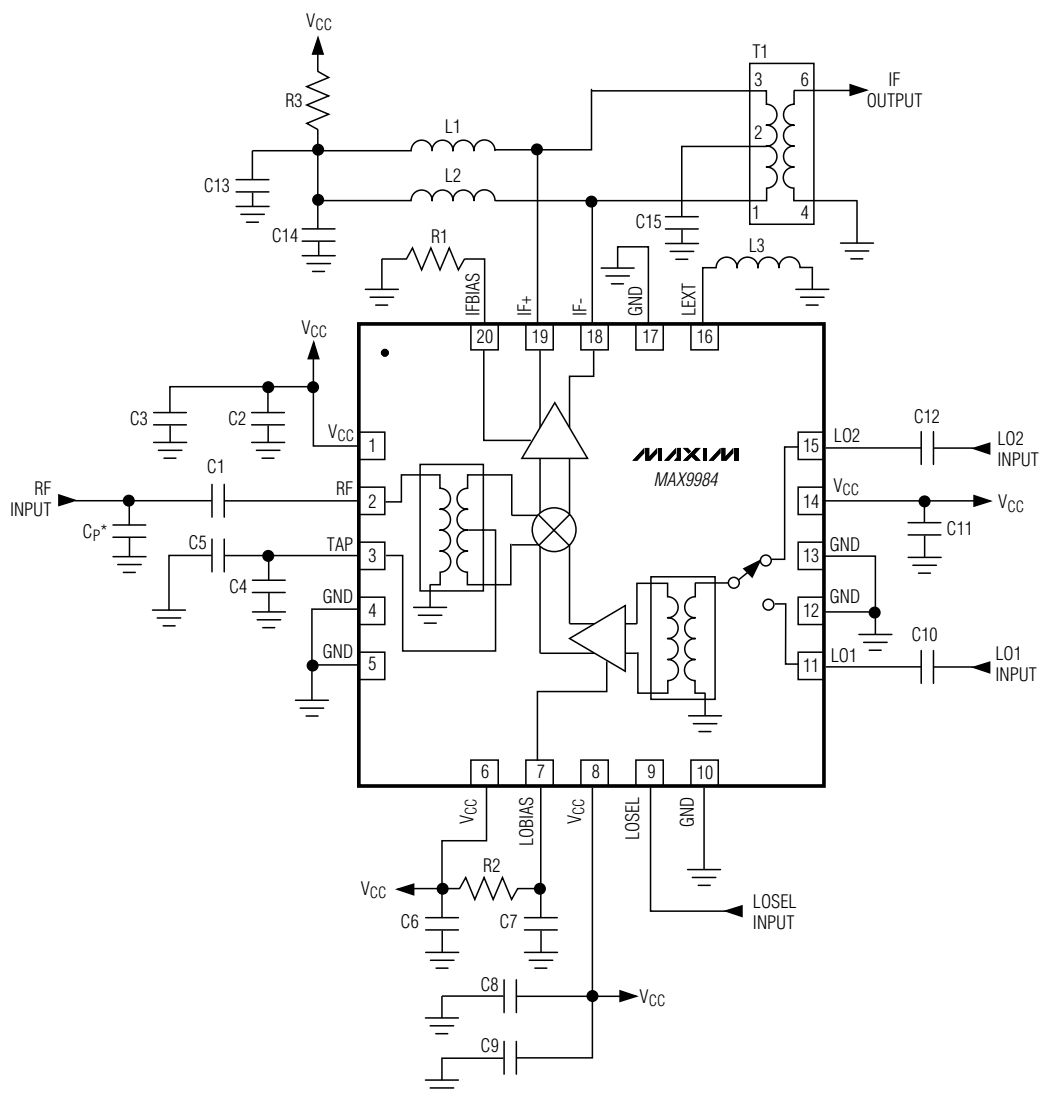 VCC
T1
R3
3
6
IF
OUTPUT
L1
2
C13
L2
1
4
C14
C15
R1
L3
IFBIAS
IF+
IF-
GND
LEXT
20
19
18
17
16
VCC
C3
C2
VCC
1
MAXIM
MAX9984
15
LO2
C12
LO2
INPUT
RF
INPUT
C1
RF
2
14
VCC
VCC
CP*
C11
C5
TAP
3
13
GND
C4
GND
4
12
GND
GND
5
C10
11
LO1
LO1
INPUT
6
7
8
9
10
VCC
LOBIAS
VCC
LOSEL
GND
VCC
R2
C6
C7
LOSEL
INPUT
C8
VCC
C9